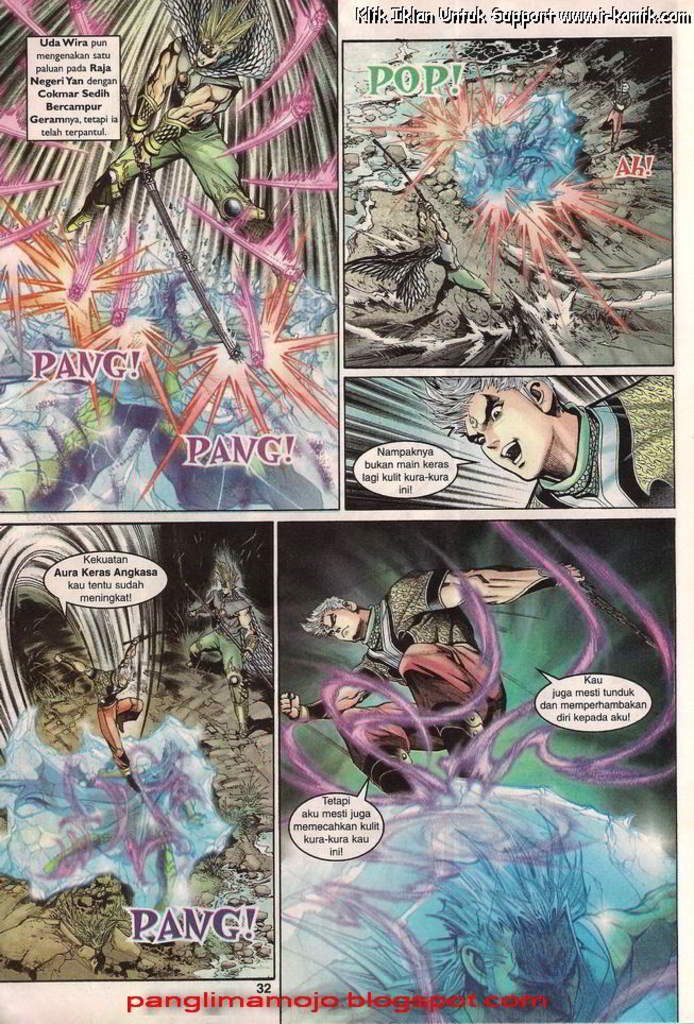 Klik Iklan Untuk Support www.ir-komik.com
Uda Wira pun
mengenakan satu
paluan pada Raja
Negeri Yan dengan
Cokmar Sedih
Bercampur
Geramnya, tetapi ia
telah terpantul.
PANG!
PANG!
POP!
AH!
Nampaknya
bukan main keras
lagi kulit kura-kura
ini!
Kekuatan
Aura Keras Angkasa
kau tentu sudah
meningkat!
PANG!
Kau
juga mesti tunduk
dan memperhambakan
diri kepada aku!
Tetapi
aku mesti juga
memecahkan kulit
kura-kura kau
ini!
32
panglimamojo.blogspot.com